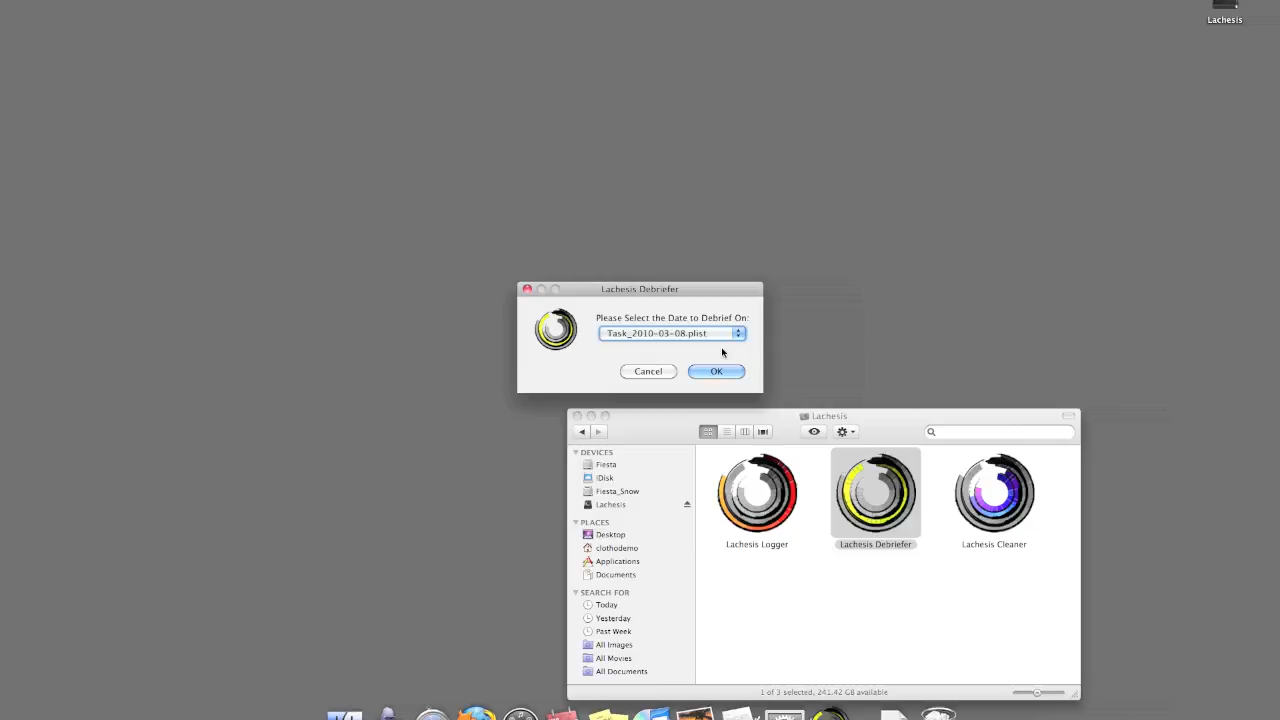 Lachesis
Lachesis Debriefer
Please Select the Date to Debrief On:
Task_2010-03-08.plist
Cancel
OK
Lachesis
DEVICES
Fiesta
iDisk
Fiesta_Snow
Lachesis
PLACES
Desktop
clothodemo
Applications
Documents
SEARCH FOR
Today
Yesterday
Past Week
All Images
All Movies
All Documents
Lachesis Logger
Lachesis Debriefer
Lachesis Cleaner
1 of 3 selected, 241.42 GB available